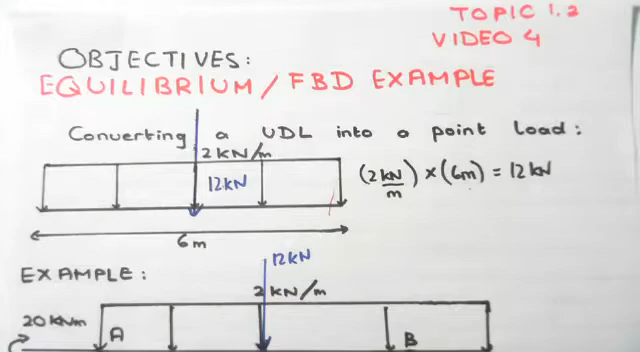 TOPIC 1.2
VIDEO 4
OBJECTIVES:
EQUILIBRIUM / FBD EXAMPLE
Converting a UDL into a point load:
2kN/m
12kN
(2kN/m) × (6m) = 12kN
6m
EXAMPLE:
12kN
2kN/m
20kNm
A
B